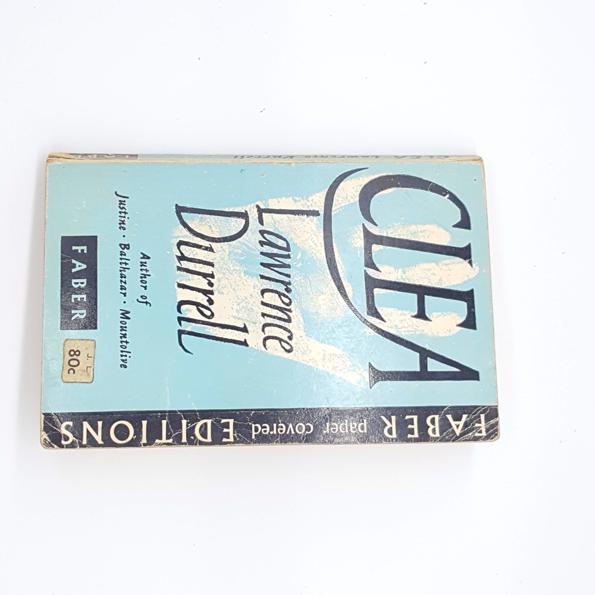 CLEA
Lawrence
Durrell
Author of
Justine · Balthazar · Mountolive
FABER
80c
FABER paper covered EDITIONS